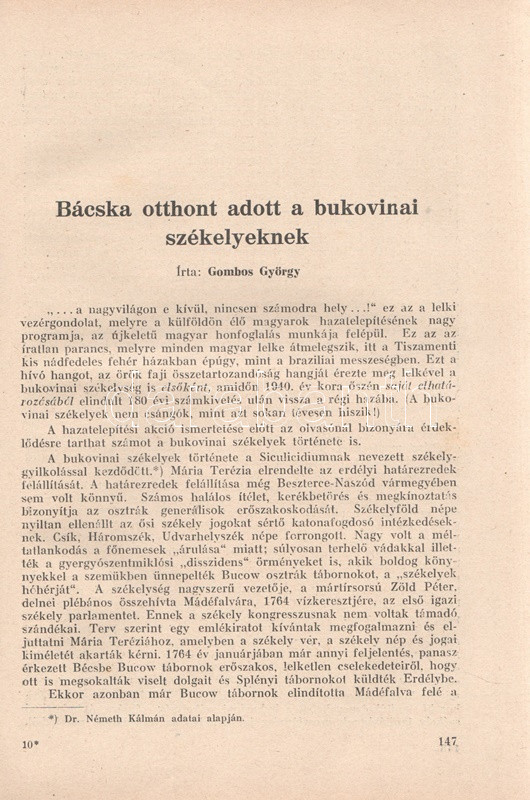 Bácska otthont adott a bukovinai
székelyeknek
Írta: Gombos György
„. . . a nagyvilágon e kívül, nincsen számodra hely . . .!“ ez az a lelki
vezérgondolat, melyre a külföldön élő magyarok hazatelepítésének nagy
programja, az újkeletű magyar honfoglalás munkája felépül. Ez az az
íratlan parancs, melyre minden magyar lelke átmelegszik, itt a Tiszamenti
kis nádfedeles fehér házakban épúgy, mint a braziliai messzeségben. Ezt a
hívó hangot, az örök faji összetartozandóság hangját érezte meg lelkével a
bukovinai székelység is elsőként, amidőn 1940. év kora őszén saját elhatá-
rozásából elindult 180 évi számkivetés után vissza a régi hazába. (A buko-
vinai székelyek nem csángók, mint azt sokan tévesen hiszik!)
A hazatelepítési akció ismertetése előtt az olvasónál bizonyára érdek-
lődésre tarthat számot a bukovinai székelyek története is.
A bukovinai székelyek története a Siculicidiumnak nevezett székely-
gyilkolással kezdődött.*) Mária Terézia elrendelte az erdélyi határezredek
felállítását. A határezredek felállítása még Beszterce-Naszód vármegyében
sem volt könnyű. Számos halálos ítélet, kerékbetörés és megkínoztatás
bizonyítja az osztrák generálisok erőszakoskodását. Székelyföld népe
nyiltan ellenállt az ősi székely jogokat sértő katonafogdosó intézkedések-
nek. Csík, Háromszék, Udvarhelyszék népe forrongott. Nagy volt a mél-
tatlankodás a főnemesek „árulása“ miatt; súlyosan terhelő vádakkal illet-
ték a gyergyószentmiklósi „disszidens“ örményeket is, akik boldog köny-
nyekkel a szemükben ünnepelték Bucow osztrák tábornokot, a „székelyek
hóhérját“. A székelység nagyszerű vezetője, a mártírsorsú Zöld Péter,
delnei plébános összehívta Mádéfalvára, 1764 vízkeresztjére, az első igazi
székely parlamentet. Ennek a székely kongresszusnak nem voltak támadó
szándékai. Terv szerint egy emlékiratot kívántak megfogalmazni és el-
juttatni Mária Teréziához, amelyben a székely vér, a székely nép és jogai
kíméletét akarták kérni. 1764 év januárjában már annyi feljelentés, panasz
érkezett Bécsbe Bucow tábornok erőszakos, lelketlen cselekedeteiről, hogy
ott is megsokalták viselt dolgait és Splényi tábornokot küldték Erdélybe.
Ekkor azonban már Bucow tábornok elindította Mádéfalva felé a
*) Dr. Németh Kálmán adatai alapján.
10*
147